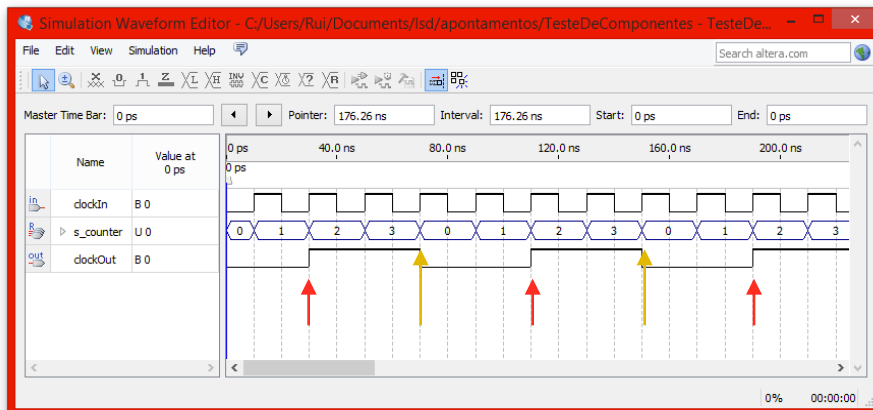 Simulation Waveform Editor - C:/Users/Rui/Documents/lsd/apontamentos/TesteDeComponentes - TesteDe...
File Edit View Simulation Help
Search altera.com
Master Time Bar: 0 ps Pointer: 176.26 ns Interval: 176.26 ns Start: 0 ps End: 0 ps
Name Value at 0 ps 0 ps 40.0 ns 80.0 ns 120.0 ns 160.0 ns 200.0 ns
0 ps
in clockIn B 0
R s_counter U 0 0 1 2 3 0 1 2 3 0 1 2 3
out clockOut B 0
0% 00:00:00